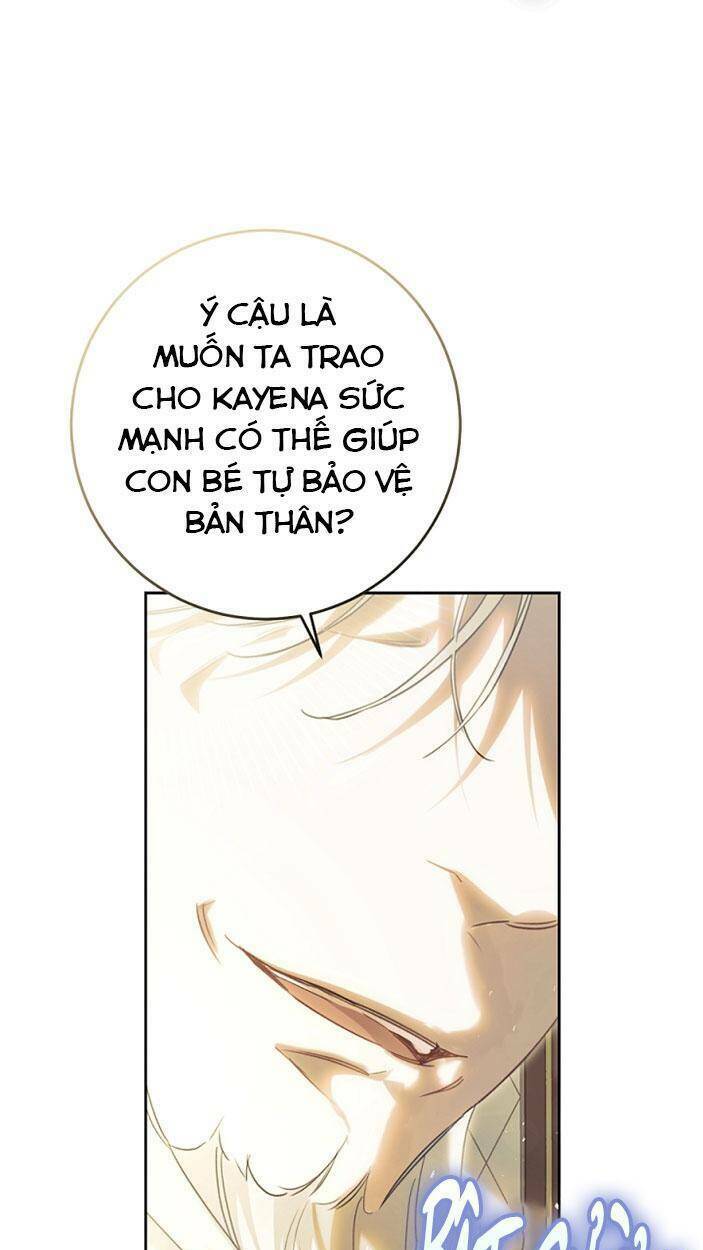 Ý CẬU LÀ
MUỐN TA TRAO
CHO KAYENA SỨC
MẠNH CÓ THỂ GIÚP
CON BÉ TỰ BẢO VỆ
BẢN THÂN?